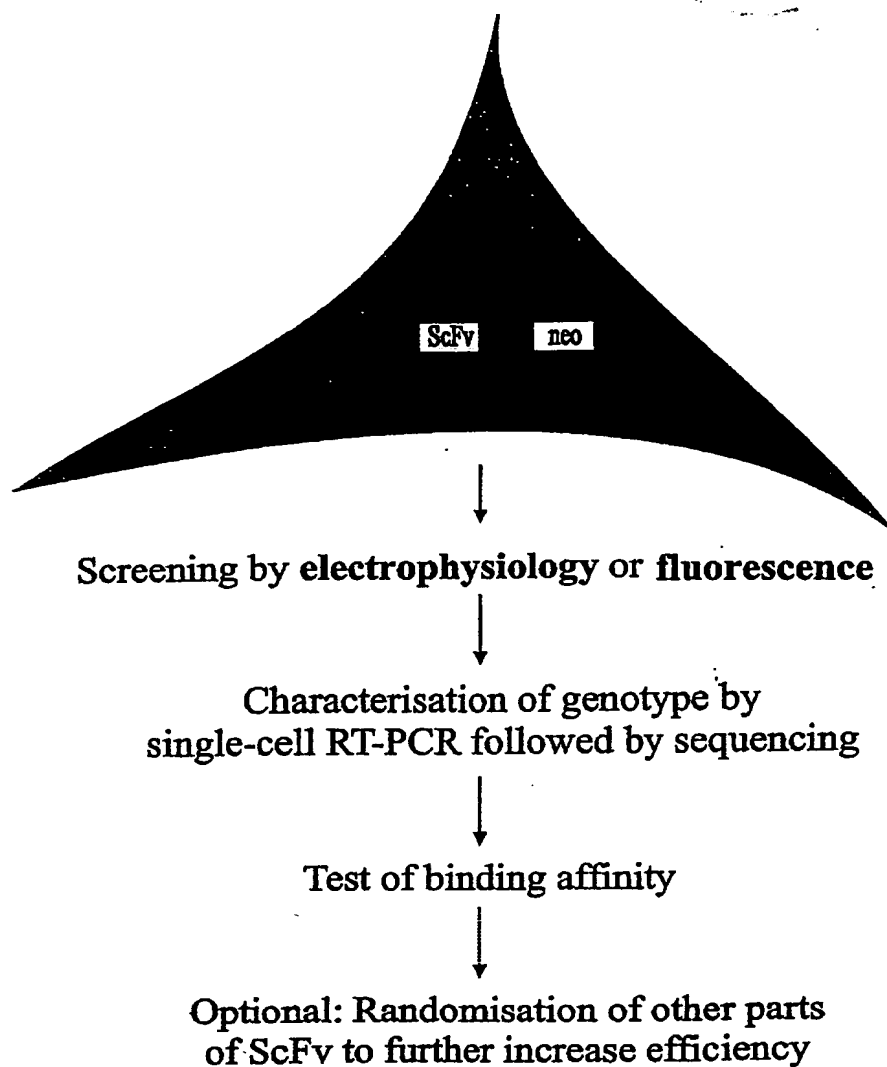 ScFv neo
Screening by electrophysiology or fluorescence
Characterisation of genotype by
single-cell RT-PCR followed by sequencing
Test of binding affinity
Optional: Randomisation of other parts
of ScFv to further increase efficiency